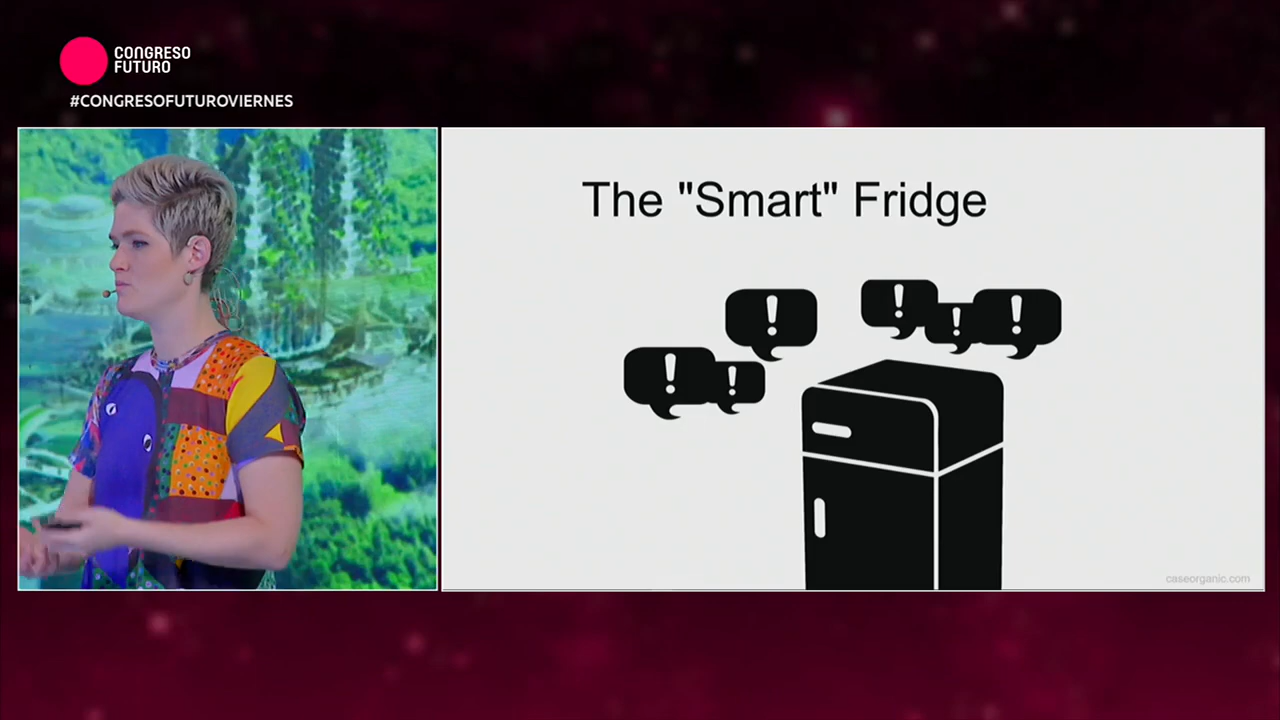 CONGRESO
FUTURO
#CONGRESOFUTUROVIERNES
The "Smart" Fridge
! ! ! ! ! !
caseorganic.com